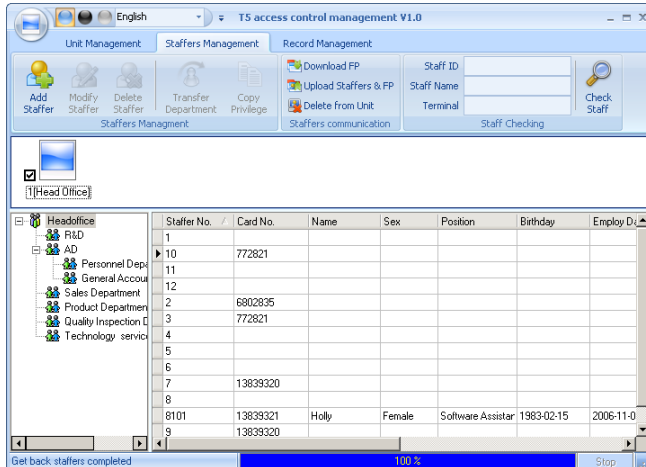 English
T5 access control management V1.0
Unit Management Staffers Management Record Management
Add Staffer
Modify Staffer
Delete Staffer
Transfer Department
Copy Privilege
Staffers Managment
Download FP
Upload Staffers & FP
Delete from Unit
Staffers communication
Staff ID
Staff Name
Terminal
Check Staff
Staff Checking
1[Head Office]
Headoffice
R&D
AD
Personnel Depa
General Accour
Sales Department
Product Departmen
Quality Inspection D
Technology servic
Staffer No. Card No. Name Sex Position Birthday Employ Da
1
10 772821
11
12
2 6802835
3 772821
4
5
6
7 13839320
8
8101 13839321 Holly Female Software Assistar 1983-02-15 2006-11-0
9 13839320
Get back staffers completed 100 % Stop